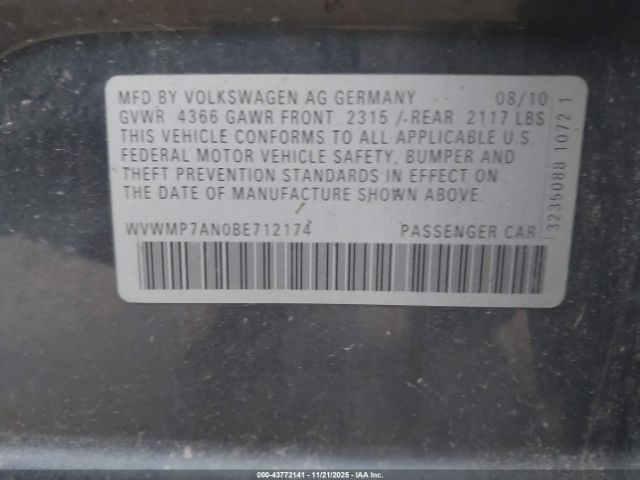 MFD BY VOLKSWAGEN AG GERMANY 08/10
GVWR 4366 GAWR FRONT 2315 /-REAR 2117 LBS
THIS VEHICLE CONFORMS TO ALL APPLICABLE U.S.
FEDERAL MOTOR VEHICLE SAFETY, BUMPER AND
THEFT PREVENTION STANDARDS IN EFFECT ON
THE DATE OF MANUFACTURE SHOWN ABOVE.
WVWMP7AN0BE712174 PASSENGER CAR
3235088 1072 1
000-43772141 - 11/21/2025 - IAA Inc.